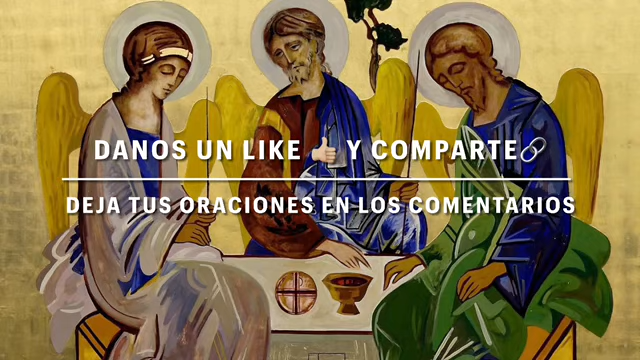 DANOS UN LIKE 👍 Y COMPARTE🔗
DEJA TUS ORACIONES EN LOS COMENTARIOS